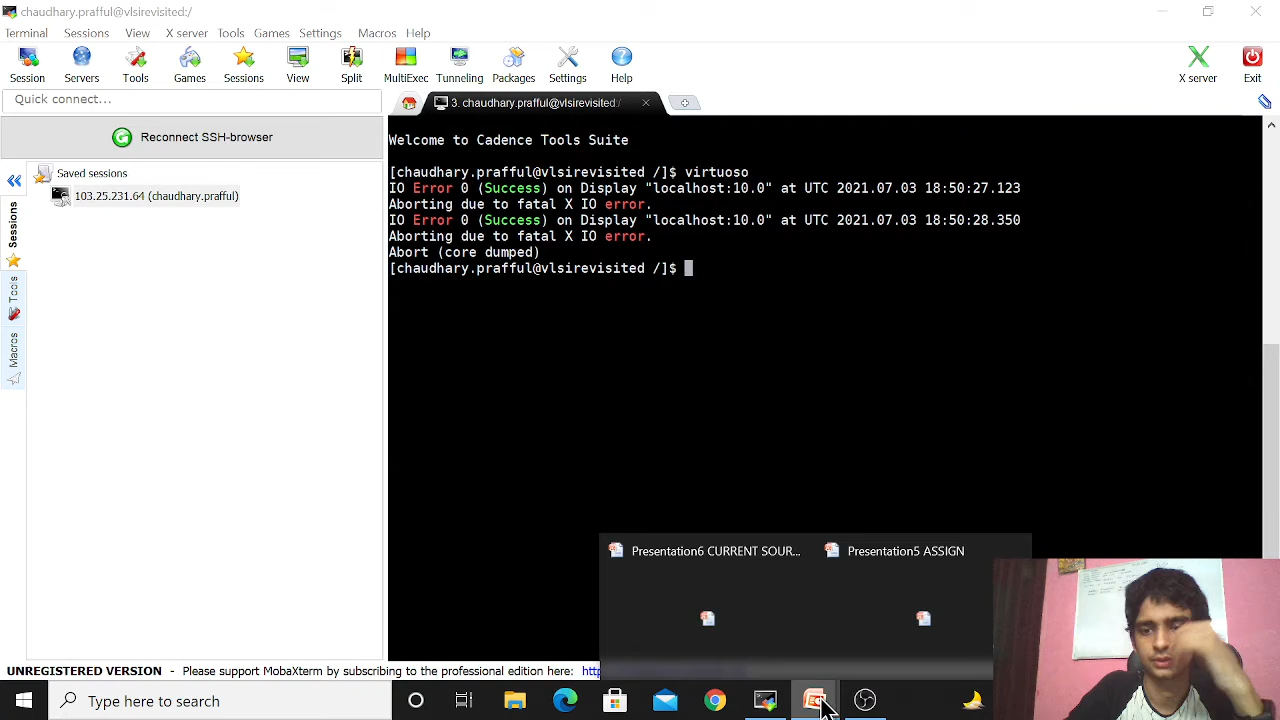 chaudhary.prafful@vlsirevisited:/
Terminal Sessions View X server Tools Games Settings Macros Help
Session Servers Tools Games Sessions View Split MultiExec Tunneling Packages Settings Help X server Exit
Quick connect...
3. chaudhary.prafful@vlsirevisited:/
Reconnect SSH-browser
Saved sessions
103.25.231.64 (chaudhary.prafful)
Sessions
Tools
Macros
Welcome to Cadence Tools Suite
[chaudhary.prafful@vlsirevisited /]$ virtuoso
IO Error 0 (Success) on Display "localhost:10.0" at UTC 2021.07.03 18:50:27.123
Aborting due to fatal X IO error.
IO Error 0 (Success) on Display "localhost:10.0" at UTC 2021.07.03 18:50:28.350
Aborting due to fatal X IO error.
Abort (core dumped)
[chaudhary.prafful@vlsirevisited /]$
Presentation6 CURRENT SOUR... Presentation5 ASSIGN
UNREGISTERED VERSION - Please support MobaXterm by subscribing to the professional edition here: http
Type here to search